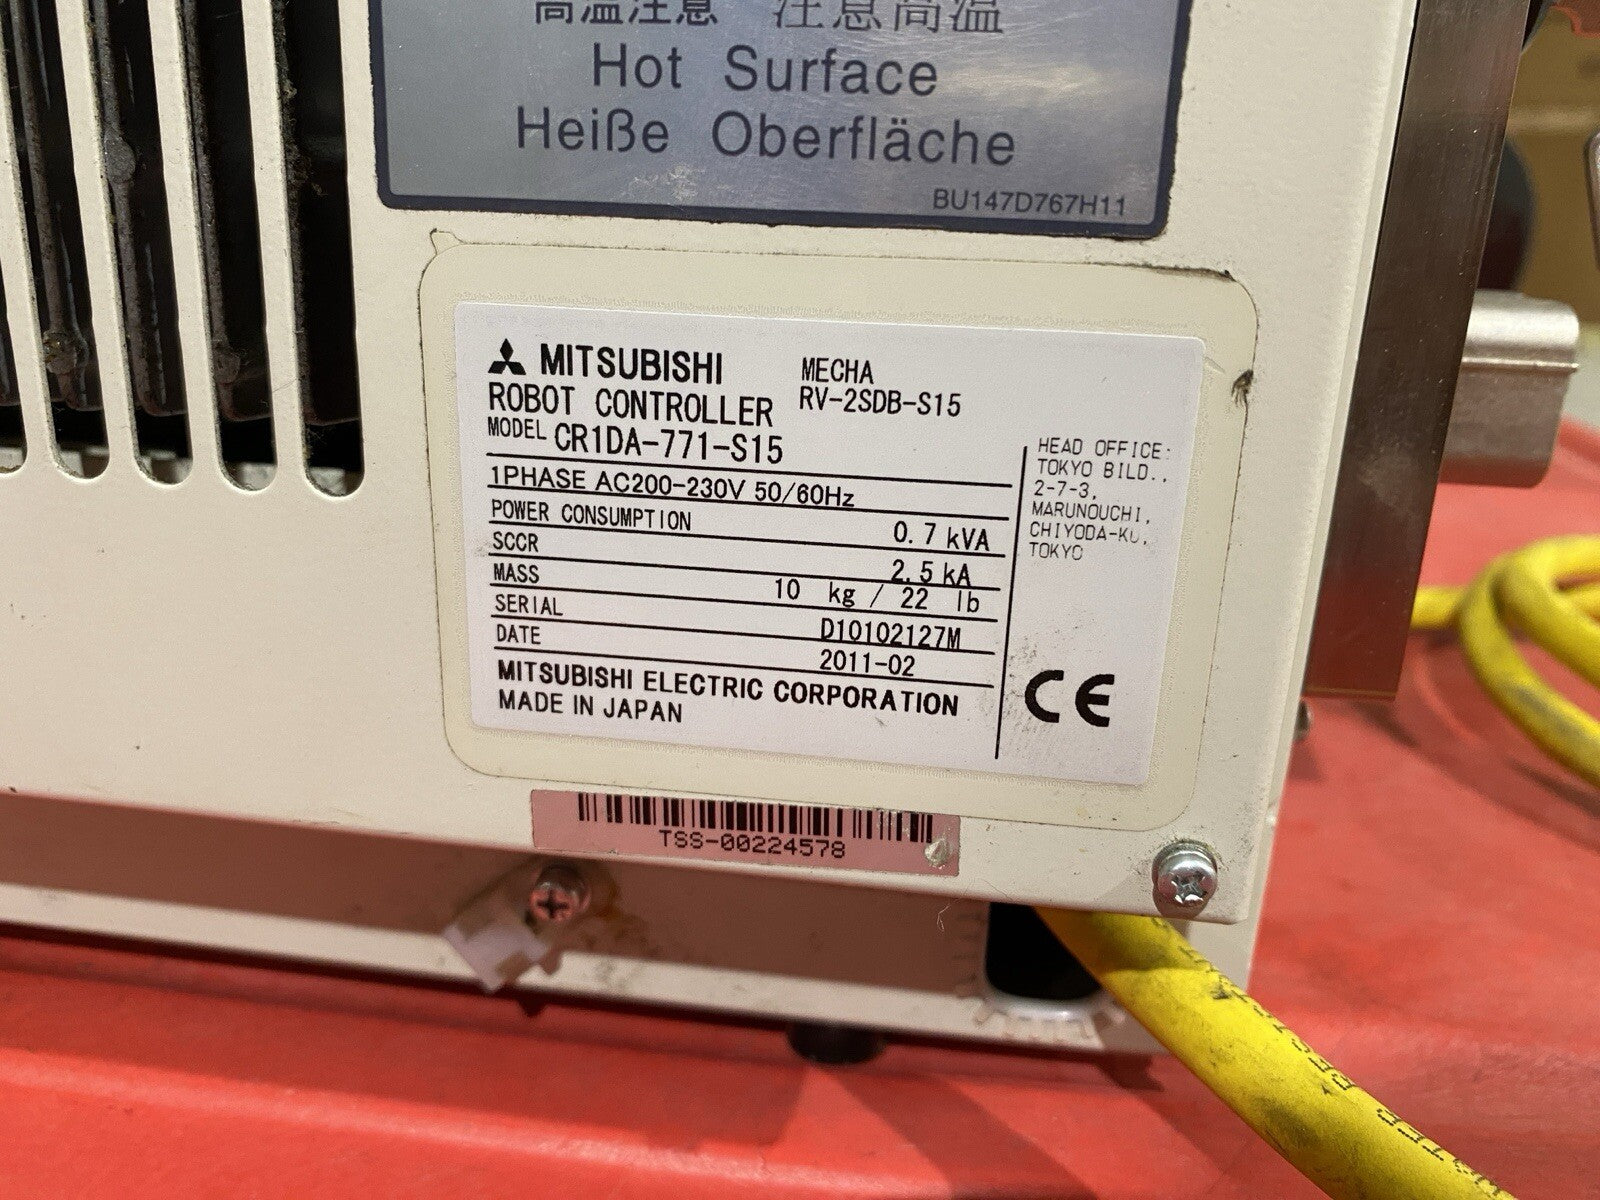 高温注意 注意高温
Hot Surface
Heiße Oberfläche
BU147D767H11
MITSUBISHI
ROBOT CONTROLLER
MODEL CR1DA-771-S15
MECHA
RV-2SDB-S15
1PHASE AC200-230V 50/60Hz
POWER CONSUMPTION 0.7 kVA
SCCR 2.5 kA
MASS 10 kg / 22 lb
SERIAL D10102127M
DATE 2011-02
MITSUBISHI ELECTRIC CORPORATION
MADE IN JAPAN
HEAD OFFICE:
TOKYO BILD.,
2-7-3,
MARUNOUCHI,
CHIYODA-KU,
TOKYO
CE
TSS-00224578